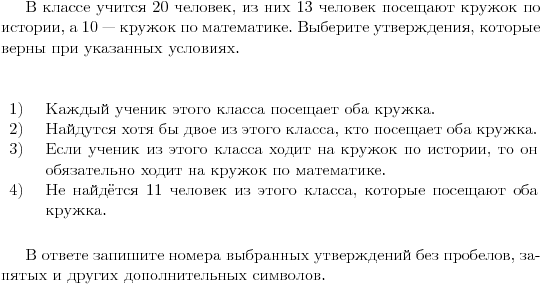 В классе учится 20 человек, из них 13 человек посещают кружок по
истории, а 10 — кружок по математике. Выберите утверждения, которые
верны при указанных условиях.
1) Каждый ученик этого класса посещает оба кружка.
2) Найдутся хотя бы двое из этого класса, кто посещает оба кружка.
3) Если ученик из этого класса ходит на кружок по истории, то он
обязательно ходит на кружок по математике.
4) Не найдётся 11 человек из этого класса, которые посещают оба
кружка.
В ответе запишите номера выбранных утверждений без пробелов, за-
пятых и других дополнительных символов.